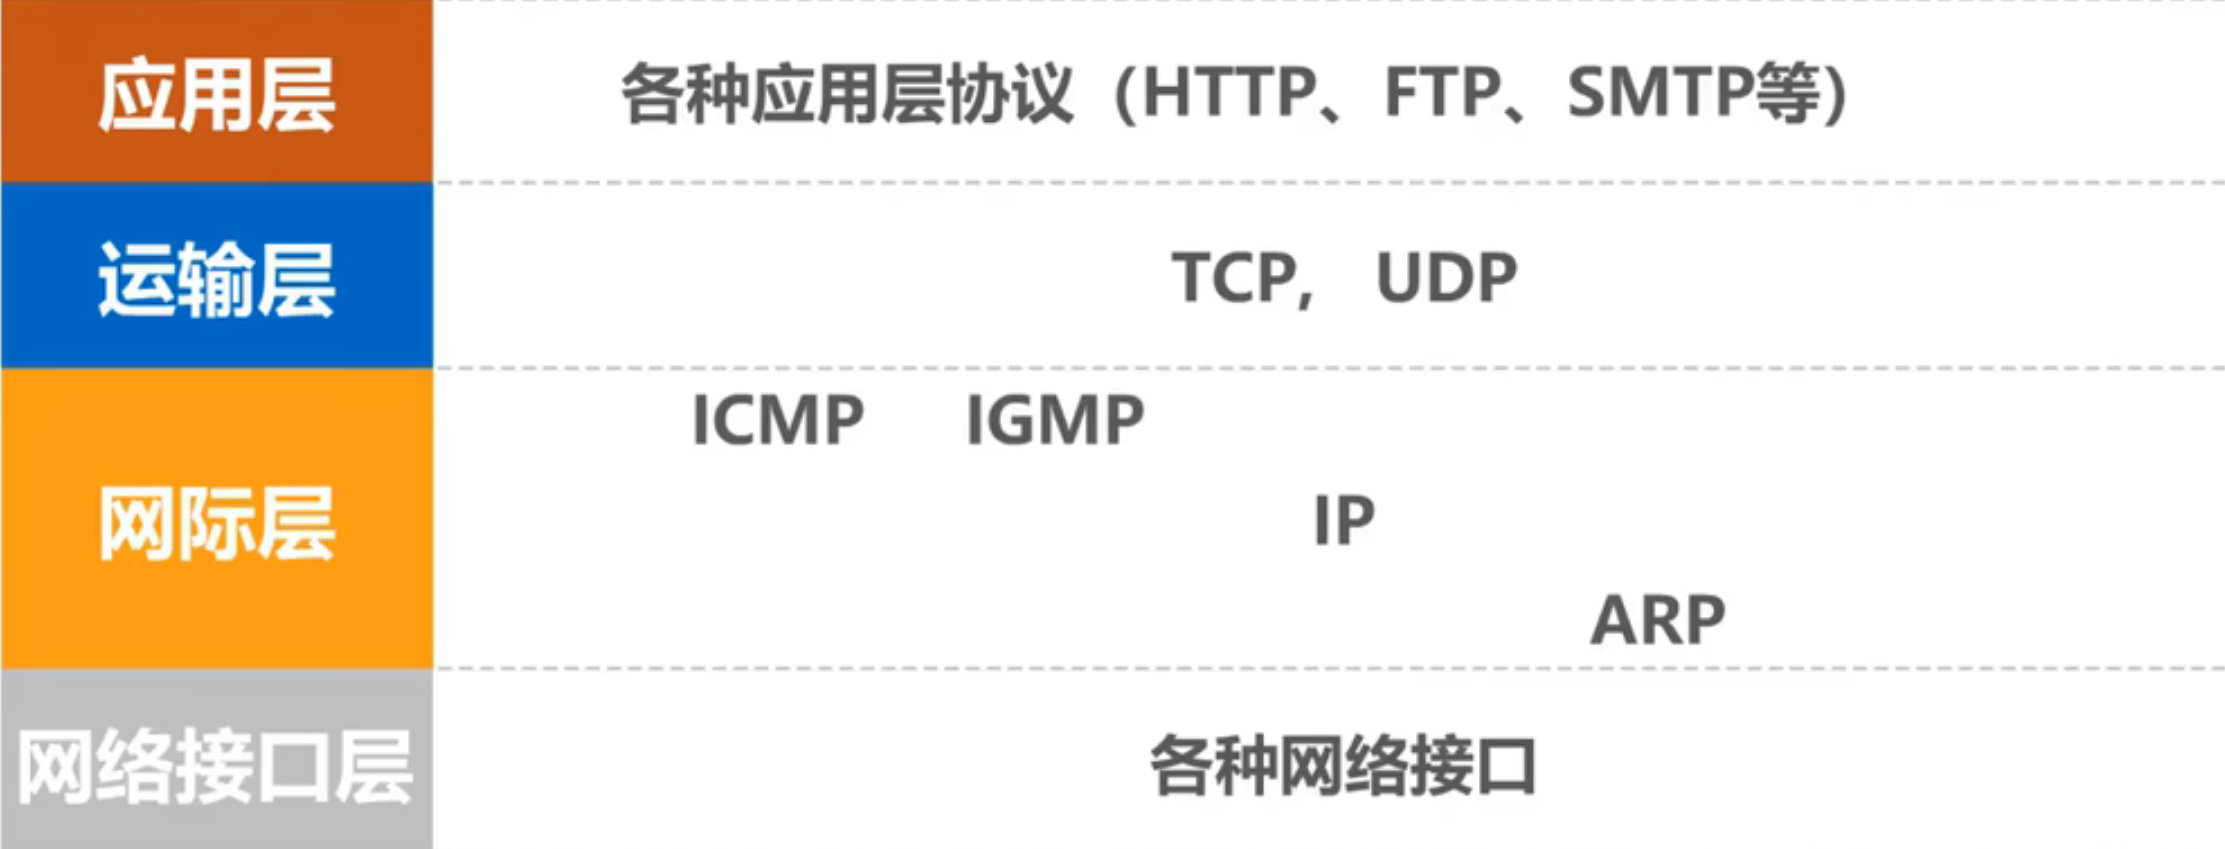 应用层
各种应用层协议（HTTP、FTP、SMTP等）
运输层
TCP, UDP
ICMP IGMP
网际层
IP
ARP
网络接口层
各种网络接口